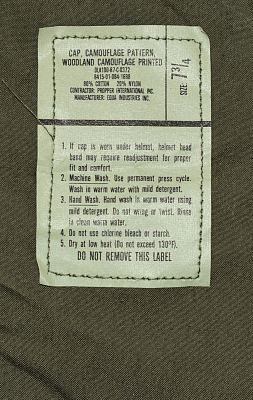 CAP, CAMOUFLAGE PATTERN,
WOODLAND CAMOUFLAGE PRINTED
DLA100-87-C-0372
8415-01-084-1698
80% COTTON 20% NYLON
CONTRACTOR: PROPPER INTERNATIONAL INC.
MANUFACTURER: EQUA INDUSTRIES INC.
SIZE 7 3/4
1. If cap is worn under helmet, helmet head
band may require readjustment for proper
fit and comfort.
2. Machine Wash. Use permanent press cycle.
Wash in warm water with mild detergent.
3. Hand Wash. Hand wash in warm water using
mild detergent. Do not wring or twist. Rinse
in clean warm water.
4. Do not use chlorine bleach or starch.
5. Dry at low heat (Do not exceed 130°F).
DO NOT REMOVE THIS LABEL